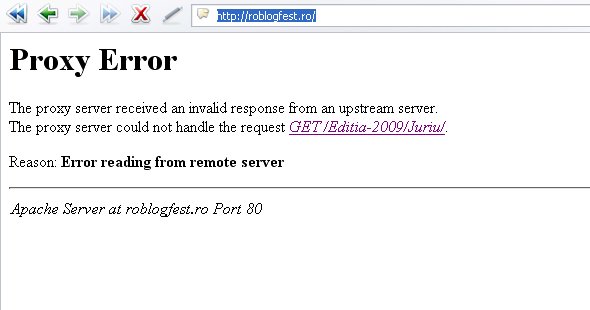 http://roblogfest.ro/
Proxy Error
The proxy server received an invalid response from an upstream server.
The proxy server could not handle the request GET /Editia-2009/Juriu/.
Reason: Error reading from remote server
Apache Server at roblogfest.ro Port 80